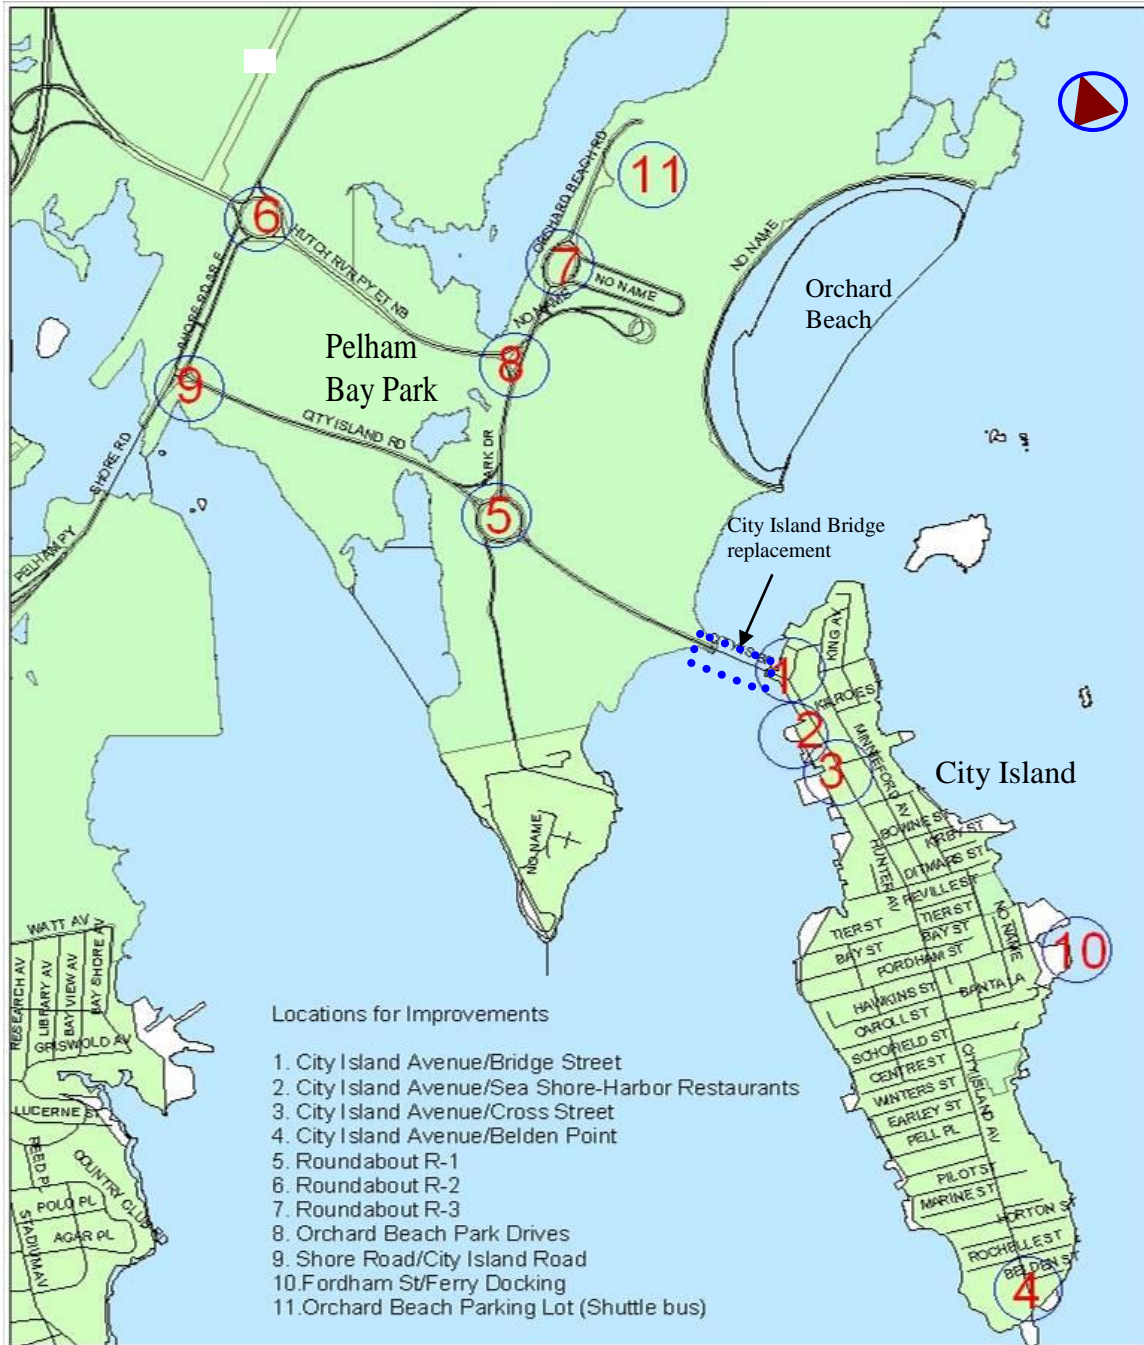 6
11
ORCHARD BEACH RD
7
NO NAME
NO NAME
NO NAME
Orchard
Beach
HUTCH RVR PY ET NB
SHORE RD SB E
Pelham
Bay Park
8
9
CITY ISLAND RD
PARK DR
SHORE RD
PELHAM PY
5
City Island Bridge
replacement
1
KING AV
KILROE ST
2
3
MINNEFORD AV
City Island
BOWNE ST
KIRBY ST
DITMARS ST
HUNTER AV
REVILLE ST
NO NAME
NO NAME
TIER ST
TIER ST
BAY ST
BAY ST
FORDHAM ST
10
HAWKINS ST
BANTA LA
CAROLL ST
SCHOFIELD ST
CENTRE ST
CITY ISLAND AV
WINTERS ST
EARLEY ST
PELL PL
PILOT ST
MARINE ST
HORTON ST
ROCHELLE ST
BELDEN ST
4
WATT AV
RESEARCH AV
LIBRARY AV
BAY VIEW AV
BAY SHORE AV
GRISWOLD AV
LUCERNE ST
REED PL
COUNTRY CLUB RD
POLO PL
AGAR PL
STADIUM AV
Locations for Improvements
1. City Island Avenue/Bridge Street
2. City Island Avenue/Sea Shore-Harbor Restaurants
3. City Island Avenue/Cross Street
4. City Island Avenue/Belden Point
5. Roundabout R-1
6. Roundabout R-2
7. Roundabout R-3
8. Orchard Beach Park Drives
9. Shore Road/City Island Road
10.Fordham St/Ferry Docking
11.Orchard Beach Parking Lot (Shuttle bus)